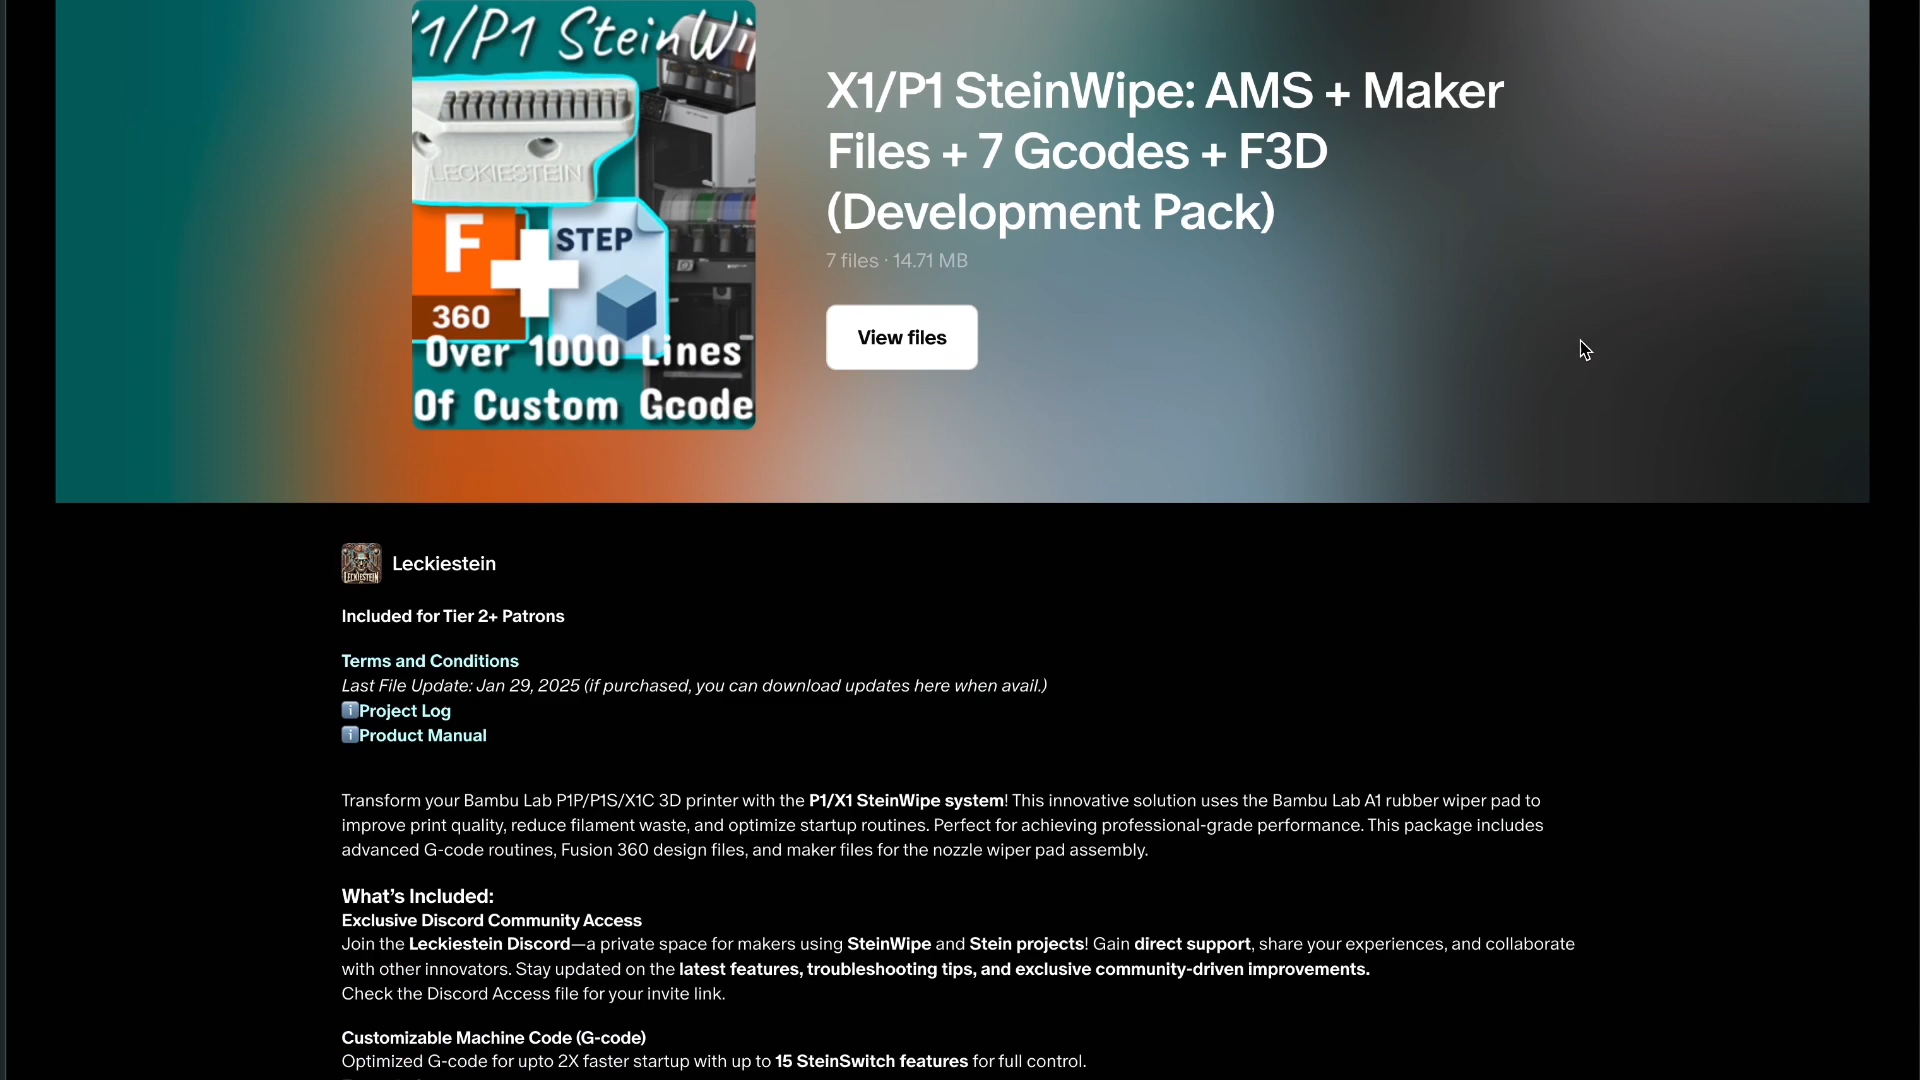 X1/P1 SteinWipe: AMS + Maker
Files + 7 Gcodes + F3D
(Development Pack)
7 files · 14.71 MB
View files
1/P1 SteinWi
LECKIESTEIN
F
STEP
360
Over 1000 Lines
Of Custom Gcode
LECKIESTEIN
Leckiestein
Included for Tier 2+ Patrons
Terms and Conditions
Last File Update: Jan 29, 2025 (if purchased, you can download updates here when avail.)
ℹ️Project Log
ℹ️Product Manual
Transform your Bambu Lab P1P/P1S/X1C 3D printer with the P1/X1 SteinWipe system! This innovative solution uses the Bambu Lab A1 rubber wiper pad to
improve print quality, reduce filament waste, and optimize startup routines. Perfect for achieving professional-grade performance. This package includes
advanced G-code routines, Fusion 360 design files, and maker files for the nozzle wiper pad assembly.
What’s Included:
Exclusive Discord Community Access
Join the Leckiestein Discord—a private space for makers using SteinWipe and Stein projects! Gain direct support, share your experiences, and collaborate
with other innovators. Stay updated on the latest features, troubleshooting tips, and exclusive community-driven improvements.
Check the Discord Access file for your invite link.
Customizable Machine Code (G-code)
Optimized G-code for upto 2X faster startup with up to 15 SteinSwitch features for full control.